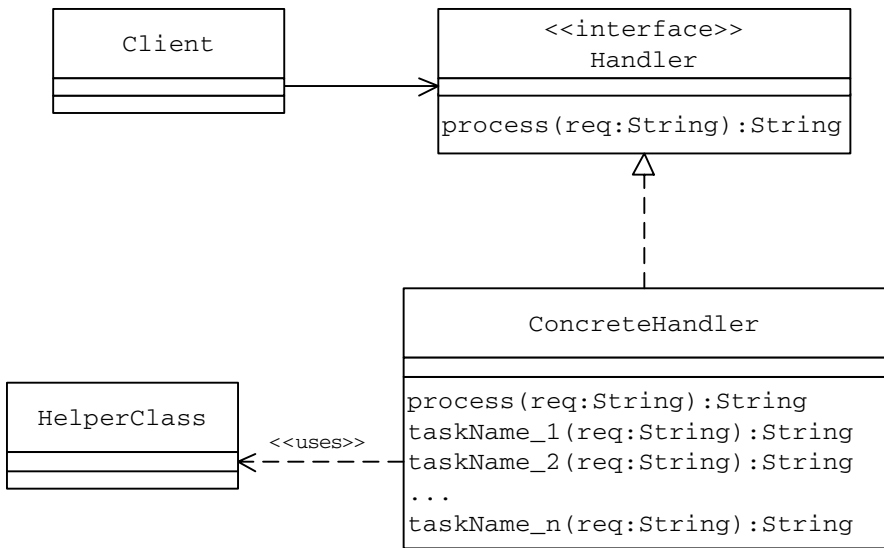 Client
<<interface>>
Handler
process(req:String):String
ConcreteHandler
process(req:String):String
taskName_1(req:String):String
taskName_2(req:String):String
...
taskName_n(req:String):String
HelperClass
<<uses>>